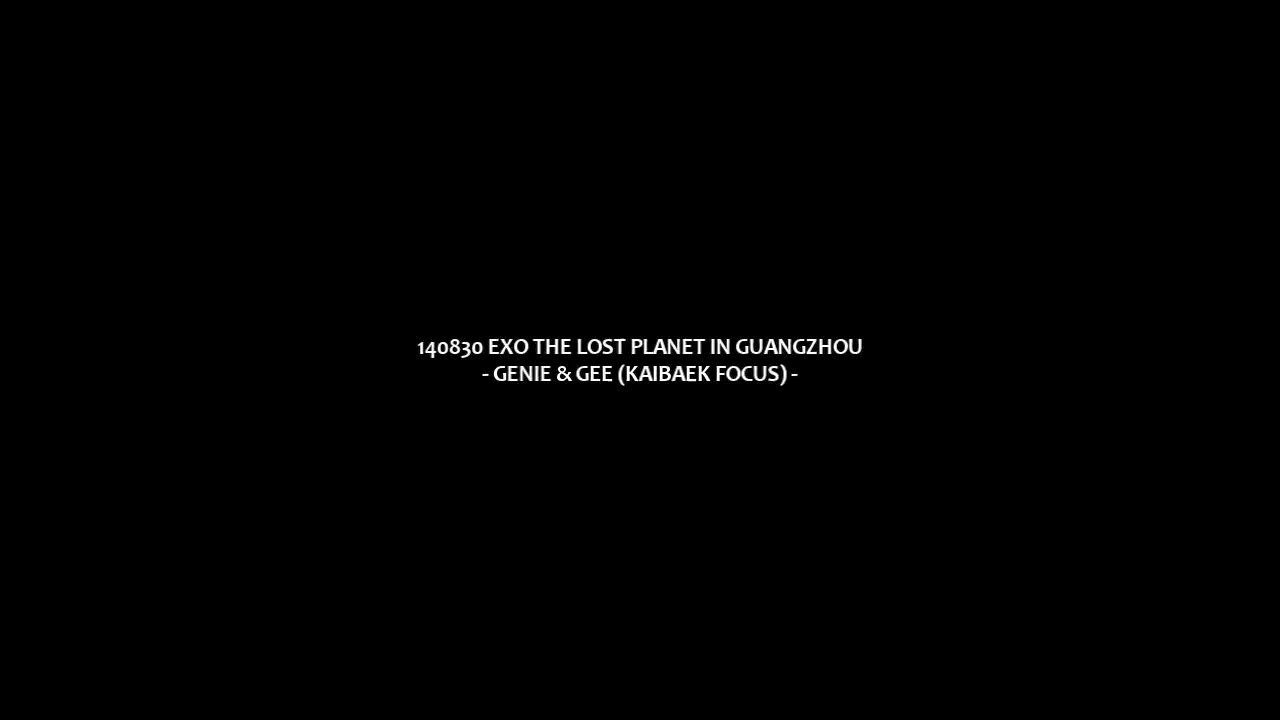 140830 EXO THE LOST PLANET IN GUANGZHOU
- GENIE & GEE (KAIBAEK FOCUS) -